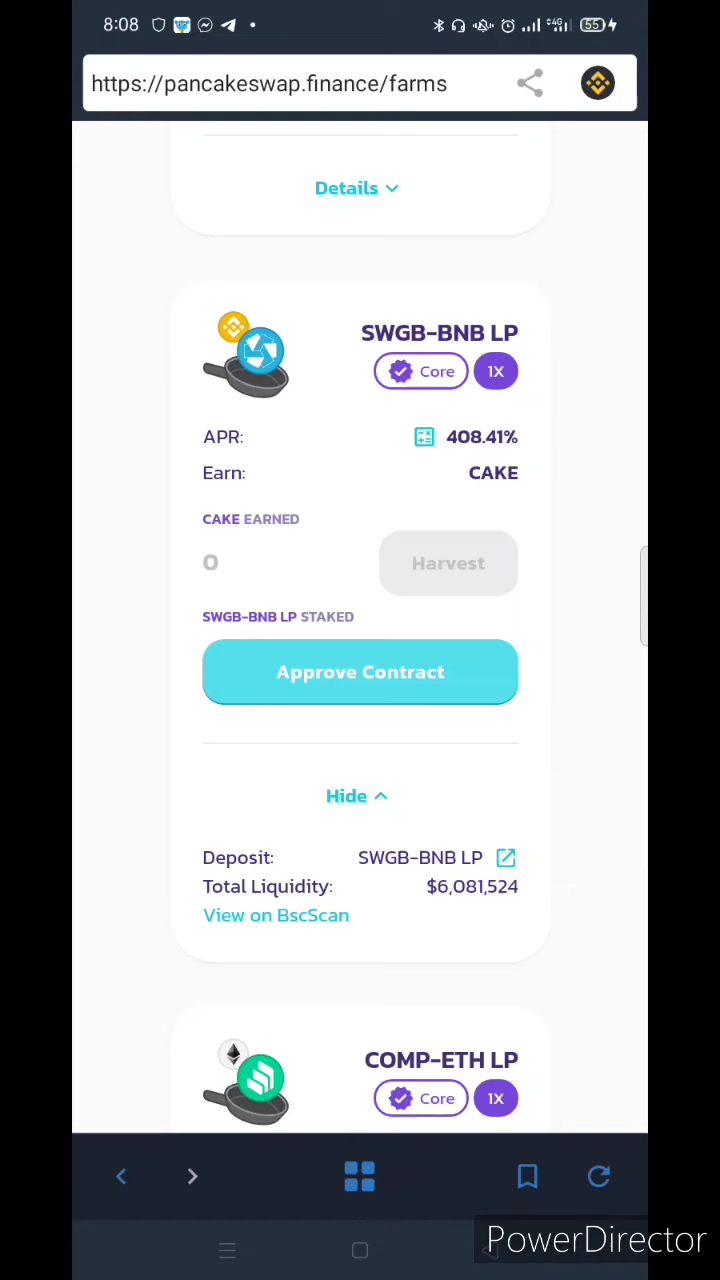 8:08
4G
55
https://pancakeswap.finance/farms
Details
SWGB-BNB LP
Core 1X
APR: 408.41%
Earn: CAKE
CAKE EARNED
0 Harvest
SWGB-BNB LP STAKED
Approve Contract
Hide
Deposit: SWGB-BNB LP
Total Liquidity: $6,081,524
View on BscScan
COMP-ETH LP
Core 1X
PowerDirector